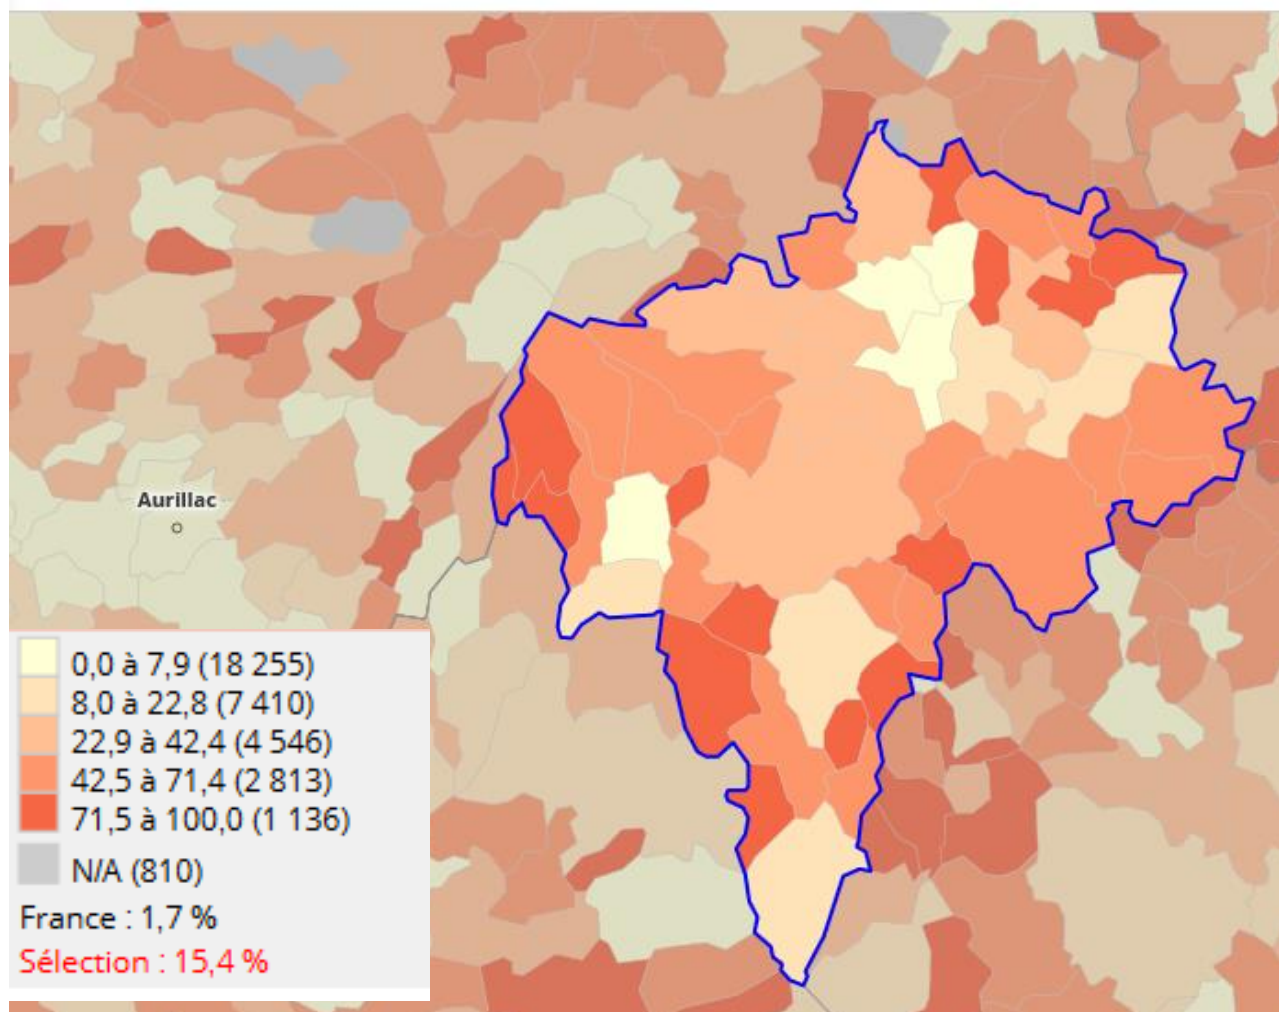 Aurillac
0,0 à 7,9 (18 255)
8,0 à 22,8 (7 410)
22,9 à 42,4 (4 546)
42,5 à 71,4 (2 813)
71,5 à 100,0 (1 136)
N/A (810)
France : 1,7 %
Sélection : 15,4 %